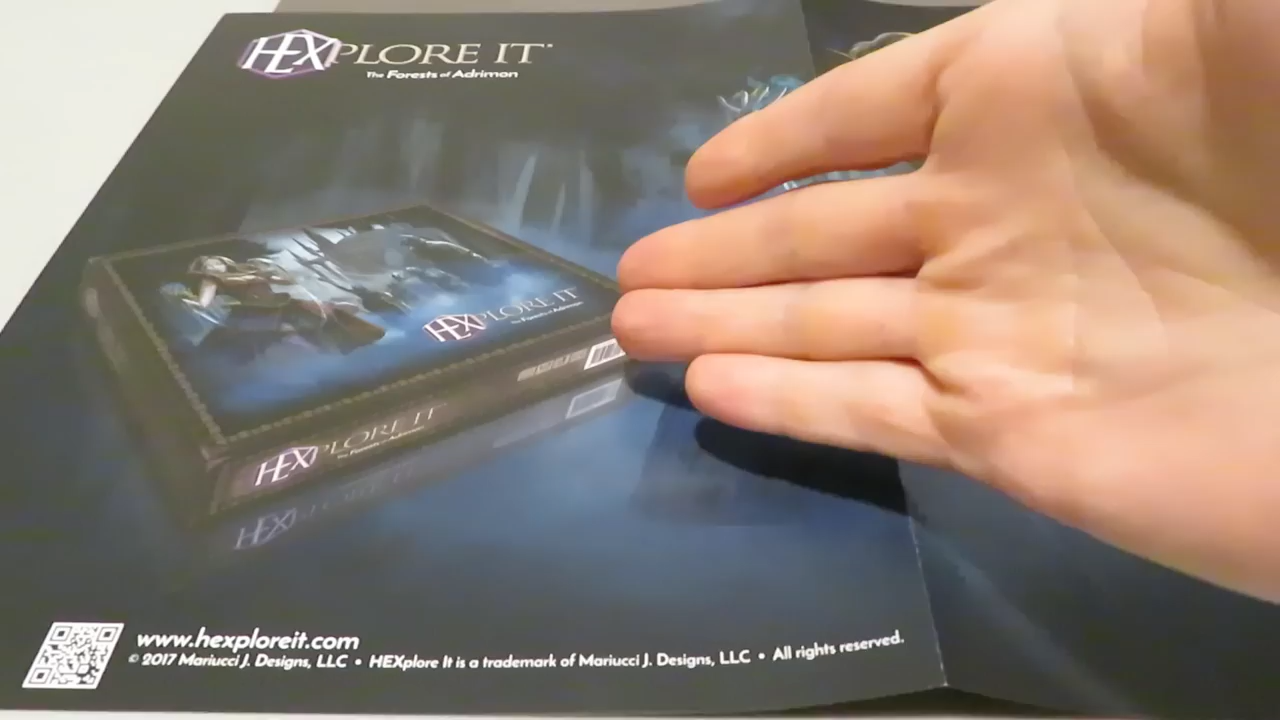 HEXPLORE IT
The Forests of Adrimon
HEXPLORE IT
The Forests of Adrimon
HEXPLORE IT
The Forests of Adrimon
HEX
www.hexploreit.com
© 2017 Mariucci J. Designs, LLC • HEXplore It is a trademark of Mariucci J. Designs, LLC • All rights reserved.